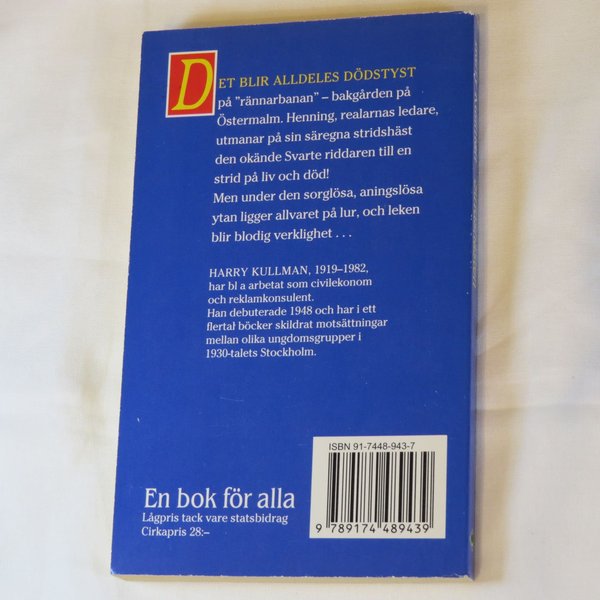 DET BLIR ALLDELES DÖDSTYST
på "rännarbanan" – bakgården på
Östermalm. Henning, realarnas ledare,
utmanar på sin säregna stridshäst
den okände Svarte riddaren till en
strid på liv och död!
Men under den sorglösa, aningslösa
ytan ligger allvaret på lur, och leken
blir blodig verklighet . . .
HARRY KULLMAN, 1919–1982,
har bl a arbetat som civilekonom
och reklamkonsulent.
Han debuterade 1948 och har i ett
flertal böcker skildrat motsättningar
mellan olika ungdomsgrupper i
1930-talets Stockholm.
ISBN 91-7448-943-7
9 789174 489439
En bok för alla
Lågpris tack vare statsbidrag
Cirkapris 28:–